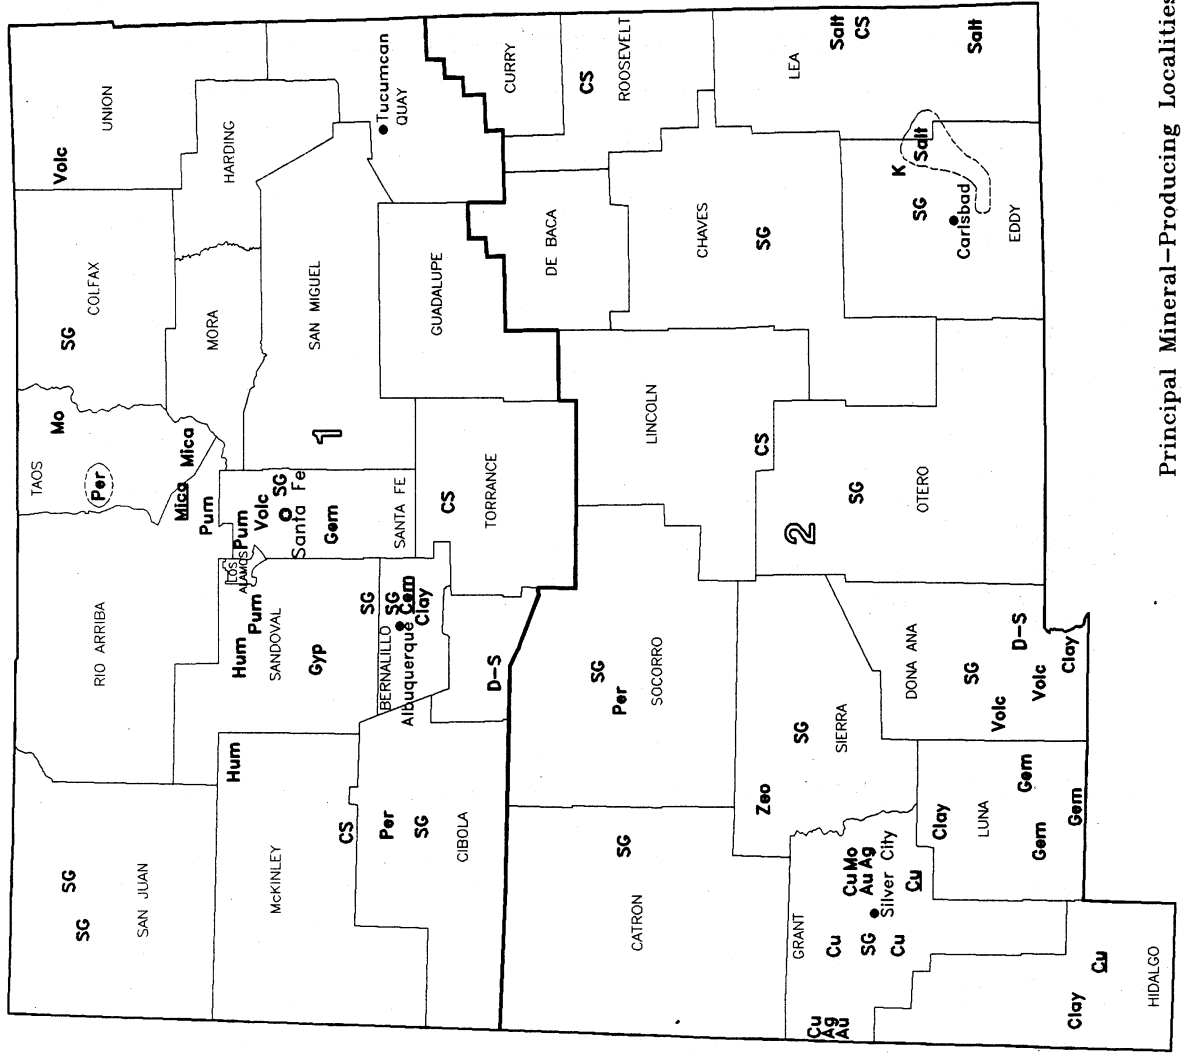 Salt
CS
Salt
LEA
CURRY
ROOSEVELT
CS
Tucumcan
QUAY
UNION
Volc
HARDING
K
Salt
SG
Carlsbad
EDDY
CHAVES
SG
DE BACA
GUADALUPE
SAN MIGUEL
MORA
COLFAX
SG
TAOS
Mo
Per
Mica
Mica
Pum
1
LINCOLN
CS
TORRANCE
CS
SG
Santa Fe
Volc
Pum
Gem
SANTA FE
LOS
ALAMOS
2
SG
OTERO
RIO ARRIBA
Hum
Pum
SANDOVAL
Gyp
SG
BERNALILLO
SG
Albuquerque
Cem
Clay
D-S
SG
Per
SOCORRO
DONA ANA
SG
D-S
Volc
Volc
Clay
SG
SIERRA
Hum
CS
Per
SG
CIBOLA
McKINLEY
SG
SG
SAN JUAN
SG
CATRON
Zeo
Clay
LUNA
Gem
Gem
Gem
GRANT
Cu Mo
Au Ag
Silver City
Cu
Cu
SG
Cu
Cu
Ag
Au
Clay
Cu
HIDALGO
Principal Mineral-Producing Localities